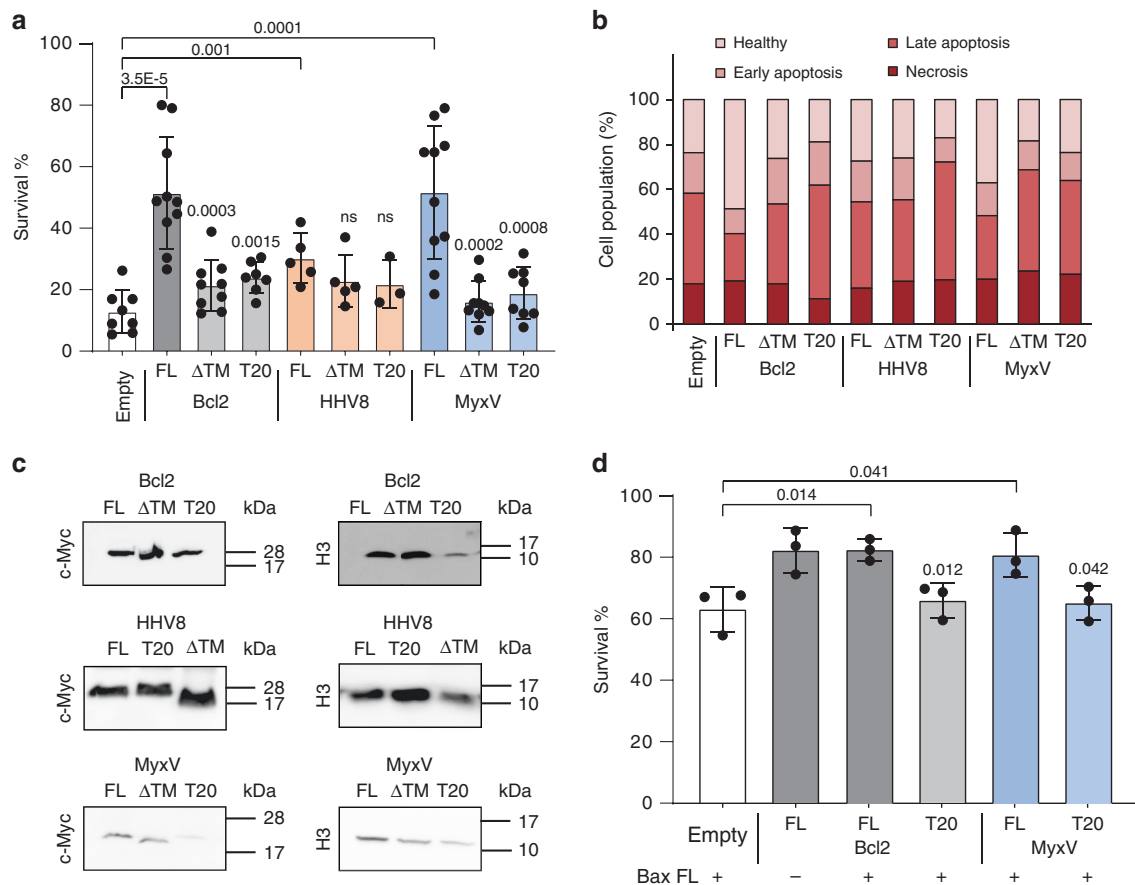 a
0.0001
0.001
3.5E-5
0.0003
0.0015
ns
ns
0.0002
0.0008
Survival %
100
80
60
40
20
0
Empty
FL ΔTM T20 FL ΔTM T20 FL ΔTM T20
Bcl2 HHV8 MyxV
b
Healthy Late apoptosis
Early apoptosis Necrosis
Cell population (%)
100
80
60
40
20
0
Empty
FL ΔTM T20 FL ΔTM T20 FL ΔTM T20
Bcl2 HHV8 MyxV
c
Bcl2
FL ΔTM T20 kDa
c-Myc
28
17
Bcl2
FL ΔTM T20 kDa
H3
17
10
HHV8
FL T20 ΔTM kDa
c-Myc
28
17
HHV8
FL T20 ΔTM kDa
H3
17
10
MyxV
FL ΔTM T20 kDa
c-Myc
28
17
MyxV
FL ΔTM T20 kDa
H3
17
10
d
0.041
0.014
0.012
0.042
Survival %
100
80
60
40
20
0
Empty FL FL T20 FL T20
Bcl2 MyxV
Bax FL + − + + + +